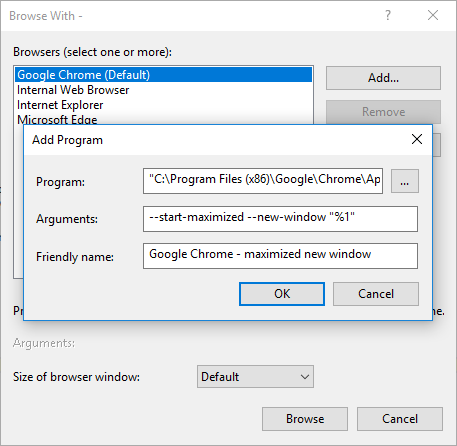 Browse With -
Browsers (select one or more):
Google Chrome (Default)
Internal Web Browser
Internet Explorer
Microsoft Edge
Add...
Remove
Add Program
Program:
"C:\Program Files (x86)\Google\Chrome\Ap
...
Arguments:
--start-maximized --new-window "%1"
Friendly name:
Google Chrome - maximized new window
OK
Cancel
Arguments:
Size of browser window:
Default
Browse
Cancel